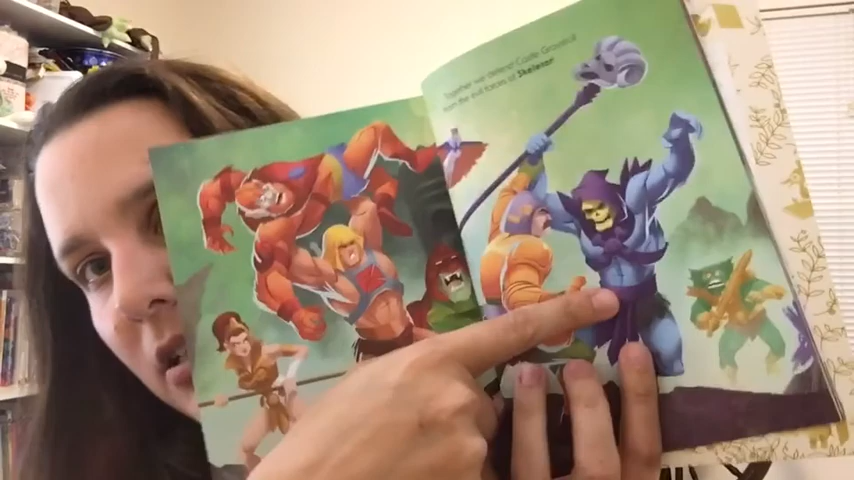 Together we defend Castle Grayskull
from the evil forces of Skeletor.